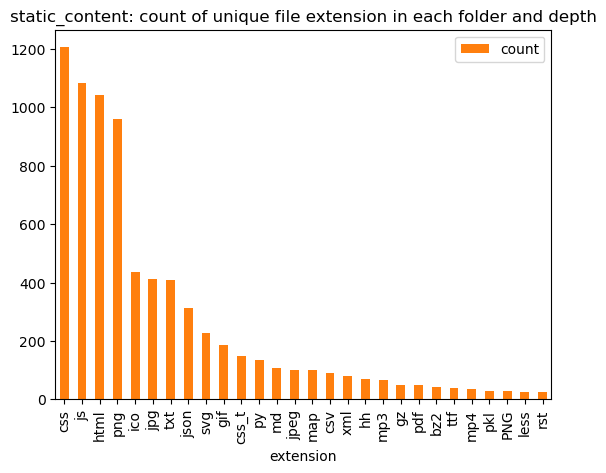 static_content: count of unique file extension in each folder and depth
count
1200
1000
800
600
400
200
0
css
js
html
png
ico
jpg
txt
json
svg
gif
css_t
py
md
jpeg
map
csv
xml
hh
mp3
gz
pdf
bz2
ttf
mp4
pkl
PNG
less
rst
extension